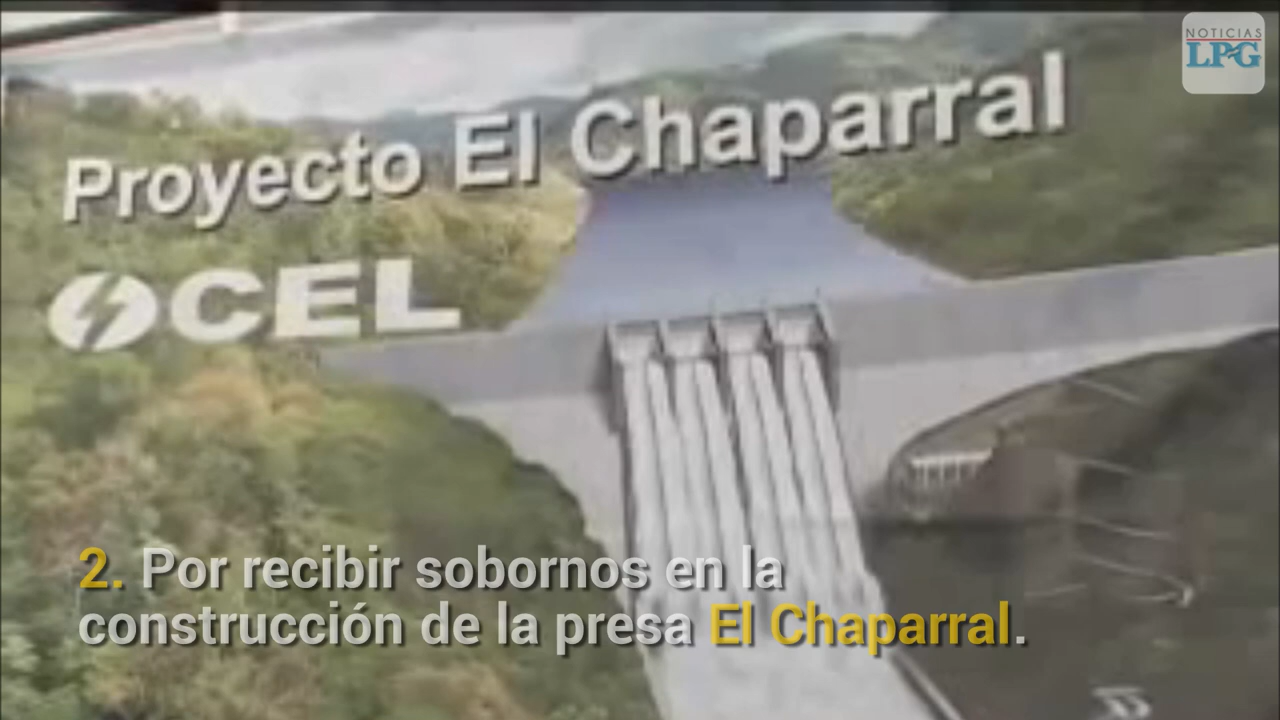 NOTICIAS
LPG
Proyecto El Chaparral
CEL
2. Por recibir sobornos en la
construcción de la presa El Chaparral.